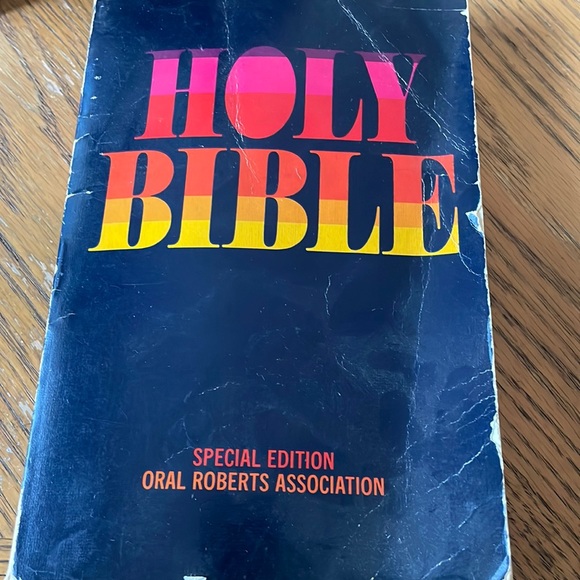 HOLY
BIBLE
SPECIAL EDITION
ORAL ROBERTS ASSOCIATION